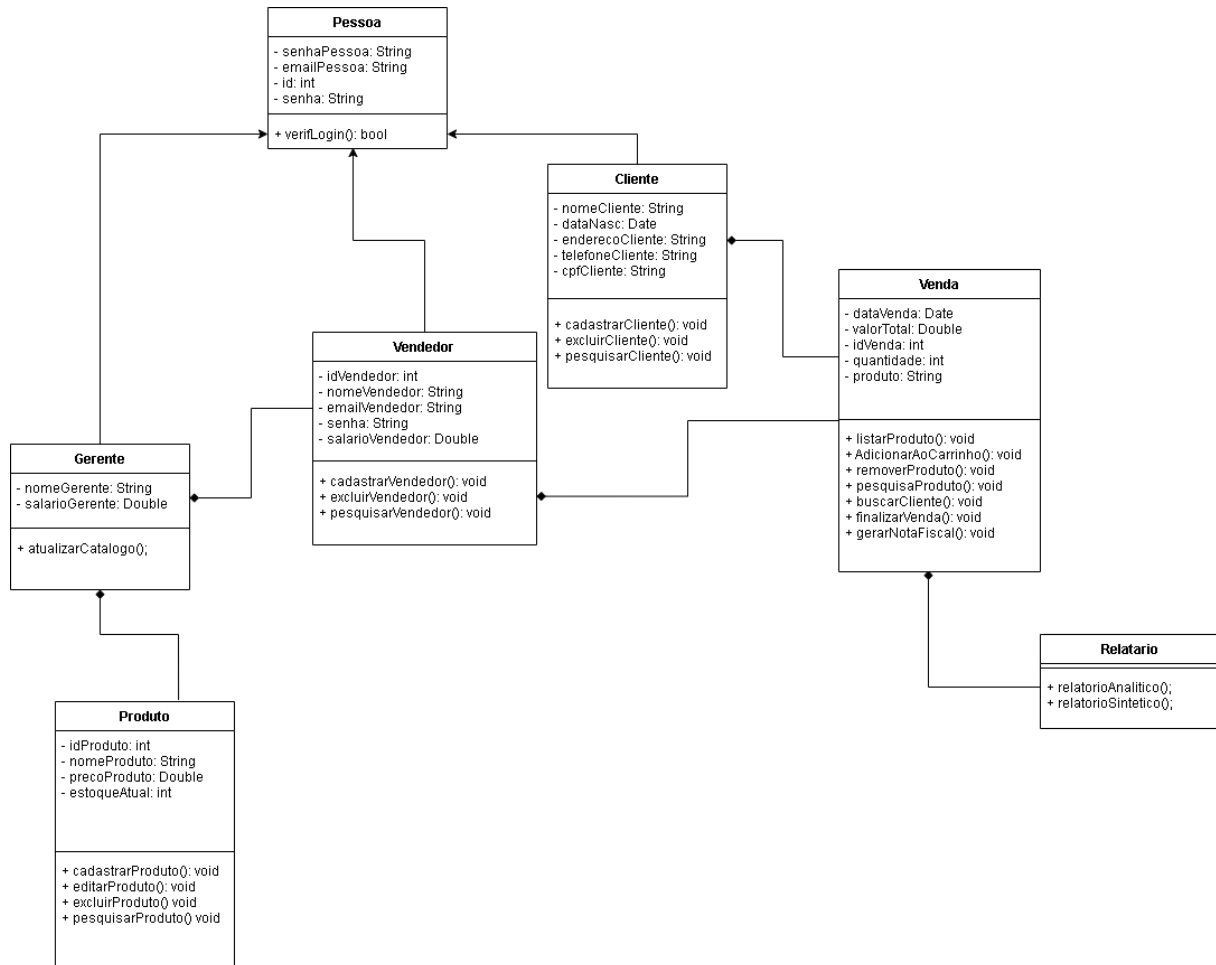 Pessoa
- senhaPessoa: String
- emailPessoa: String
- id: int
- senha: String
+ verifLogin(): bool
Cliente
- nomeCliente: String
- dataNasc: Date
- enderecoCliente: String
- telefoneCliente: String
- cpfCliente: String
+ cadastrarCliente(): void
+ excluirCliente(): void
+ pesquisarCliente(): void
Venda
- dataVenda: Date
- valorTotal: Double
- idVenda: int
- quantidade: int
- produto: String
+ listarProduto(): void
+ AdicionarAoCarrinho(): void
+ removerProduto(): void
+ pesquisaProduto(): void
+ buscarCliente(): void
+ finalizarVenda(): void
+ gerarNotaFiscal(): void
Vendedor
- idVendedor: int
- nomeVendedor: String
- emailVendedor: String
- senha: String
- salarioVendedor: Double
+ cadastrarVendedor(): void
+ excluirVendedor(): void
+ pesquisarVendedor(): void
Gerente
- nomeGerente: String
- salarioGerente: Double
+ atualizarCatalogo();
Relatario
+ relatorioAnalitico();
+ relatorioSintetico();
Produto
- idProduto: int
- nomeProduto: String
- precoProduto: Double
- estoqueAtual: int
+ cadastrarProduto(): void
+ editarProduto(): void
+ excluirProduto() void
+ pesquisarProduto() void